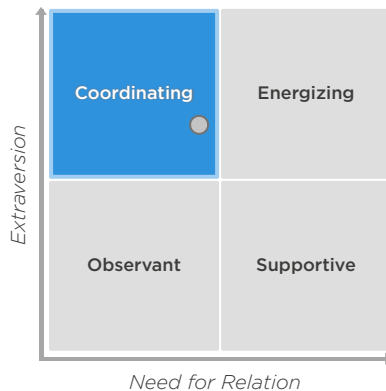 Coordinating
Energizing
Extraversion
Observant
Supportive
Need for Relation